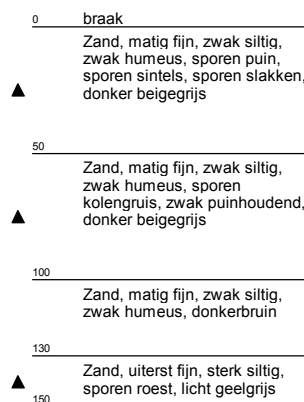 0 braak
Zand, matig fijn, zwak siltig,
zwak humeus, sporen puin,
sporen sintels, sporen slakken,
donker beigegrijs
50
Zand, matig fijn, zwak siltig,
zwak humeus, sporen
kolengruis, zwak puinhoudend,
donker beigegrijs
100
Zand, matig fijn, zwak siltig,
zwak humeus, donkerbruin
130
Zand, uiterst fijn, sterk siltig,
sporen roest, licht geelgrijs
150